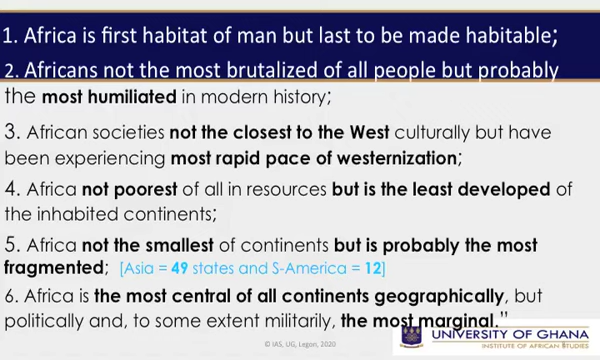 1. Africa is first habitat of man but last to be made habitable;
2. Africans not the most brutalized of all people but probably
the most humiliated in modern history;
3. African societies not the closest to the West culturally but have
been experiencing most rapid pace of westernization;
4. Africa not poorest of all in resources but is the least developed of
the inhabited continents;
5. Africa not the smallest of continents but is probably the most
fragmented; [Asia = 49 states and S-America = 12]
6. Africa is the most central of all continents geographically, but
politically and, to some extent militarily, the most marginal."
UNIVERSITY OF GHANA
INSTITUTE OF AFRICAN STUDIES
© IAS, UG, Legon, 2020